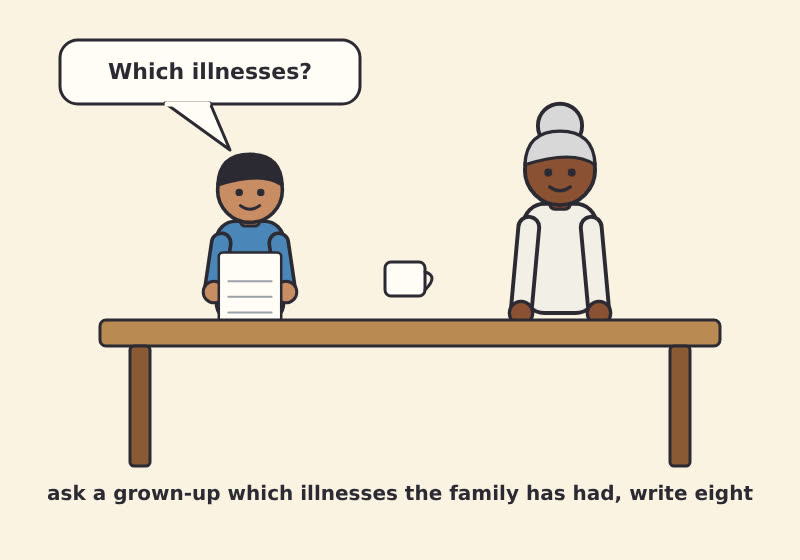 Which illnesses?
ask a grown-up which illnesses the family has had, write eight